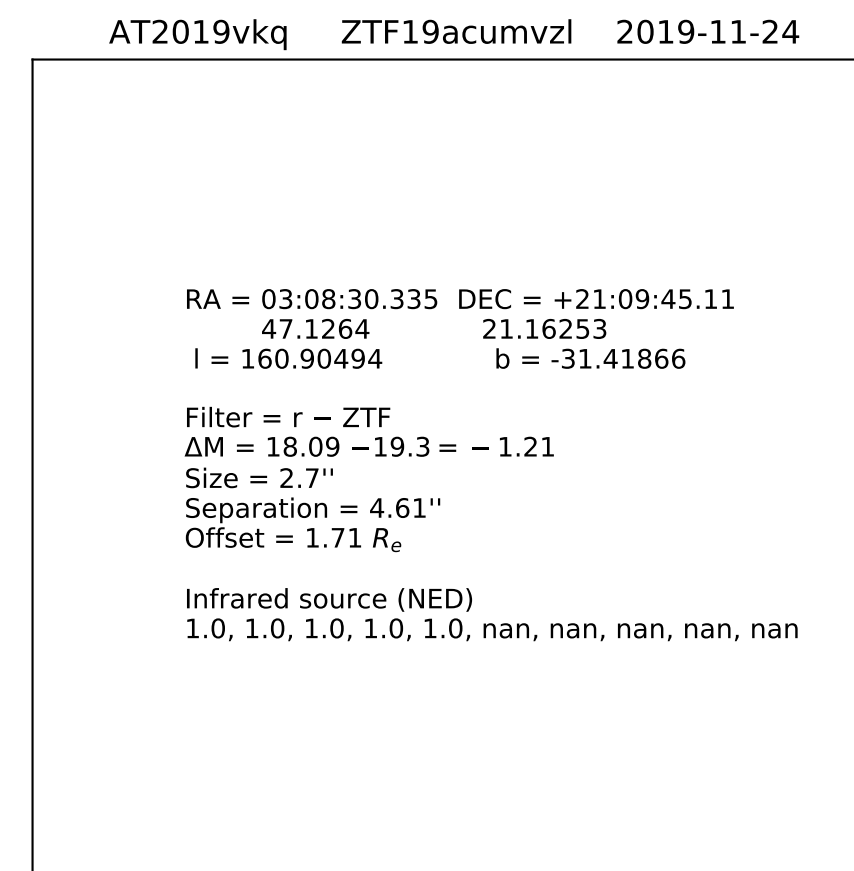 AT2019vkq ZTF19acumvzl 2019-11-24
RA = 03:08:30.335 DEC = +21:09:45.11
47.1264 21.16253
l = 160.90494 b = -31.41866
Filter = r − ZTF
ΔM = 18.09 −19.3 = − 1.21
Size = 2.7''
Separation = 4.61''
Offset = 1.71 Re
Infrared source (NED)
1.0, 1.0, 1.0, 1.0, 1.0, nan, nan, nan, nan, nan